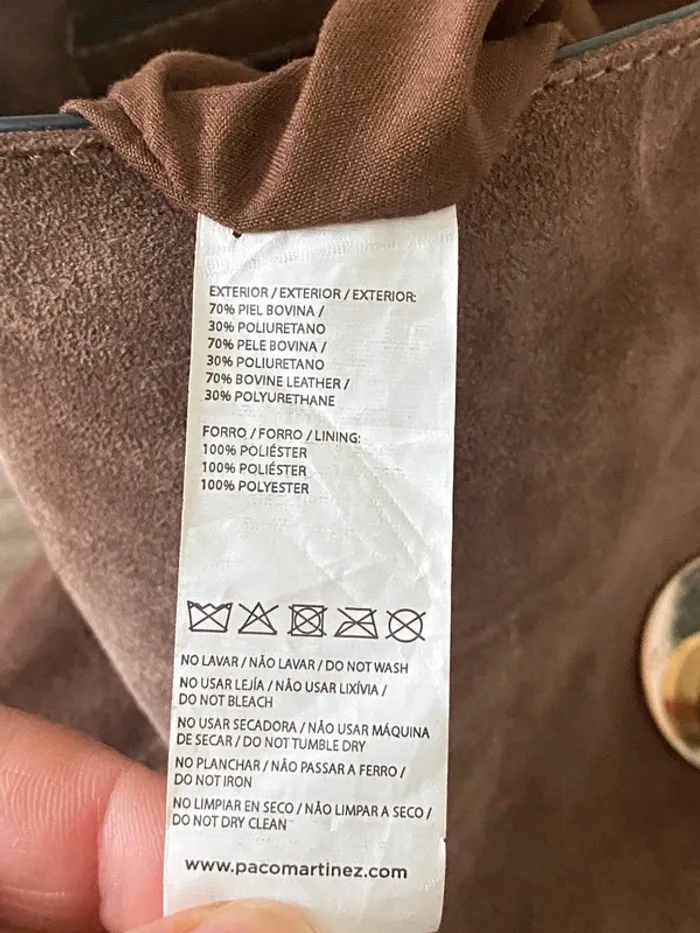 EXTERIOR / EXTERIOR / EXTERIOR:
70% PIEL BOVINA /
30% POLIURETANO
70% PELE BOVINA /
30% POLIURETANO
70% BOVINE LEATHER /
30% POLYURETHANE
FORRO / FORRO / LINING:
100% POLIÉSTER
100% POLIÉSTER
100% POLYESTER
NO LAVAR / NÃO LAVAR / DO NOT WASH
NO USAR LEJÍA / NÃO USAR LIXÍVIA /
DO NOT BLEACH
NO USAR SECADORA / NÃO USAR MÁQUINA
DE SECAR / DO NOT TUMBLE DRY
NO PLANCHAR / NÃO PASSAR A FERRO /
DO NOT IRON
NO LIMPIAR EN SECO / NÃO LIMPAR A SECO /
DO NOT DRY CLEAN
www.pacomartinez.com